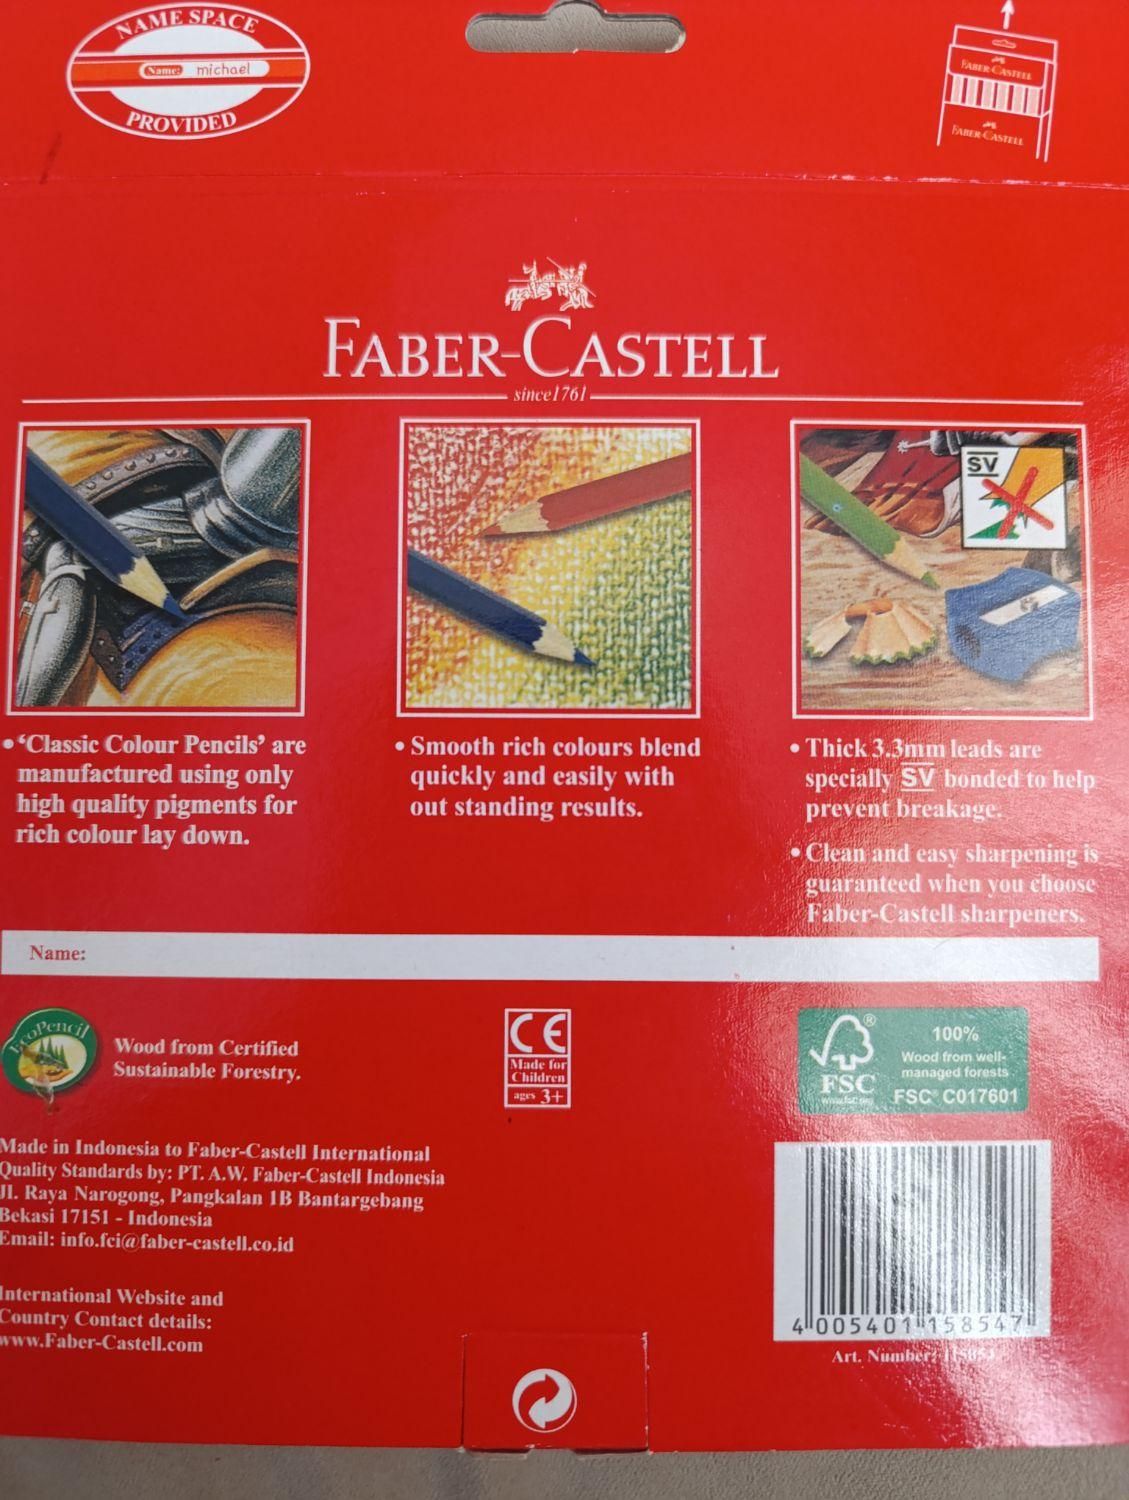 NAME SPACE
Name: michael
PROVIDED
FABER-CASTELL
FABER-CASTELL
FABER-CASTELL
since1761
SV
• ‘Classic Colour Pencils’ are
manufactured using only
high quality pigments for
rich colour lay down.
• Smooth rich colours blend
quickly and easily with
out standing results.
• Thick 3.3mm leads are
specially SV bonded to help
prevent breakage.
• Clean and easy sharpening is
guaranteed when you choose
Faber-Castell sharpeners.
Name:
EcoPencil
Wood from Certified
Sustainable Forestry.
CE
Made for
Children
ages 3+
FSC®
www.fsc.org
100%
Wood from well-
managed forests
FSC® C017601
Made in Indonesia to Faber-Castell International
Quality Standards by: PT. A.W. Faber-Castell Indonesia
Jl. Raya Narogong, Pangkalan 1B Bantargebang
Bekasi 17151 - Indonesia
Email: info.fci@faber-castell.co.id
International Website and
Country Contact details:
www.Faber-Castell.com
4 005401 158547
Art. Number: